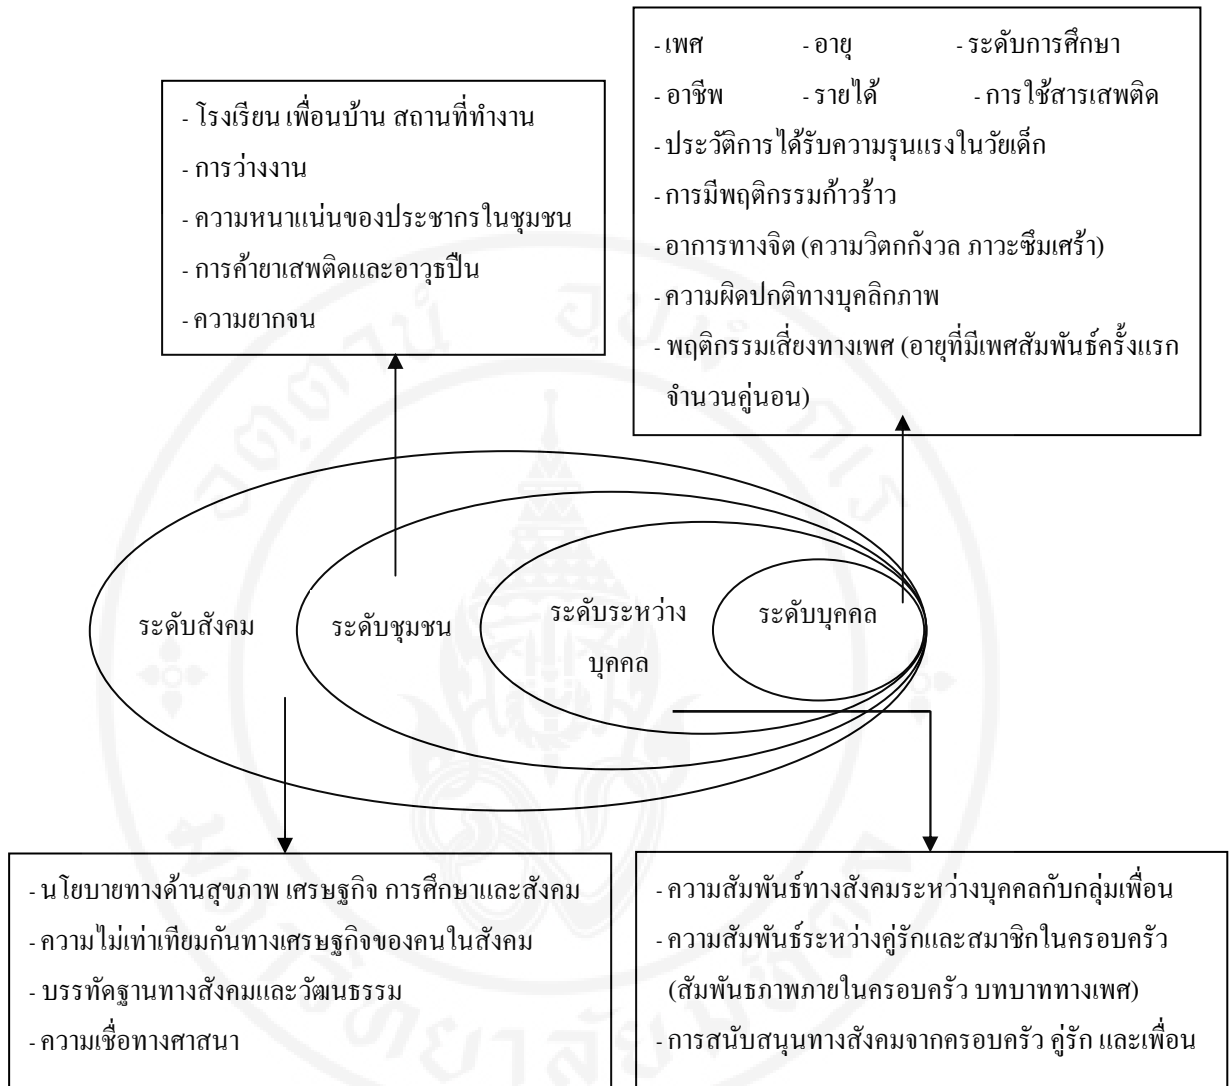 - เพศ - อายุ - ระดับการศึกษา
- อาชีพ - รายได้ - การใช้สารเสพติด
- ประวัติการได้รับความรุนแรงในวัยเด็ก
- การมีพฤติกรรมก้าวร้าว
- อาการทางจิต (ความวิตกกังวล ภาวะซึมเศร้า)
- ความผิดปกติทางบุคลิกภาพ
- พฤติกรรมเสี่ยงทางเพศ (อายุที่มีเพศสัมพันธ์ครั้งแรก
จำนวนคู่นอน)
- โรงเรียน เพื่อนบ้าน สถานที่ทำงาน
- การว่างงาน
- ความหนาแน่นของประชากรในชุมชน
- การค้ายาเสพติดและอาวุธปืน
- ความยากจน
ระดับสังคม
ระดับชุมชน
ระดับระหว่าง
บุคคล
ระดับบุคคล
- นโยบายทางด้านสุขภาพ เศรษฐกิจ การศึกษาและสังคม
- ความไม่เท่าเทียมกันทางเศรษฐกิจของคนในสังคม
- บรรทัดฐานทางสังคมและวัฒนธรรม
- ความเชื่อทางศาสนา
- ความสัมพันธ์ทางสังคมระหว่างบุคคลกับกลุ่มเพื่อน
- ความสัมพันธ์ระหว่างคู่รักและสมาชิกในครอบครัว
(สัมพันธภาพภายในครอบครัว บทบาททางเพศ)
- การสนับสนุนทางสังคมจากครอบครัว คู่รัก และเพื่อน